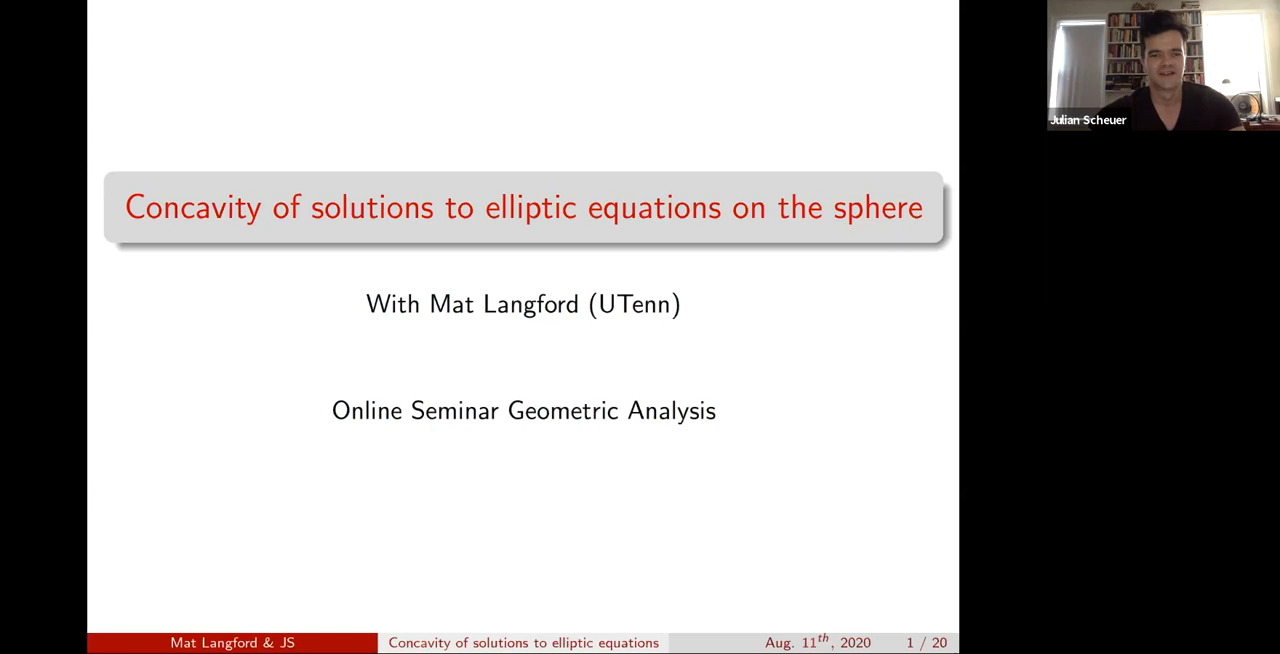 Julian Scheuer
Concavity of solutions to elliptic equations on the sphere
With Mat Langford (UTenn)
Online Seminar Geometric Analysis
Mat Langford & JS
Concavity of solutions to elliptic equations
Aug. 11th, 2020
1 / 20